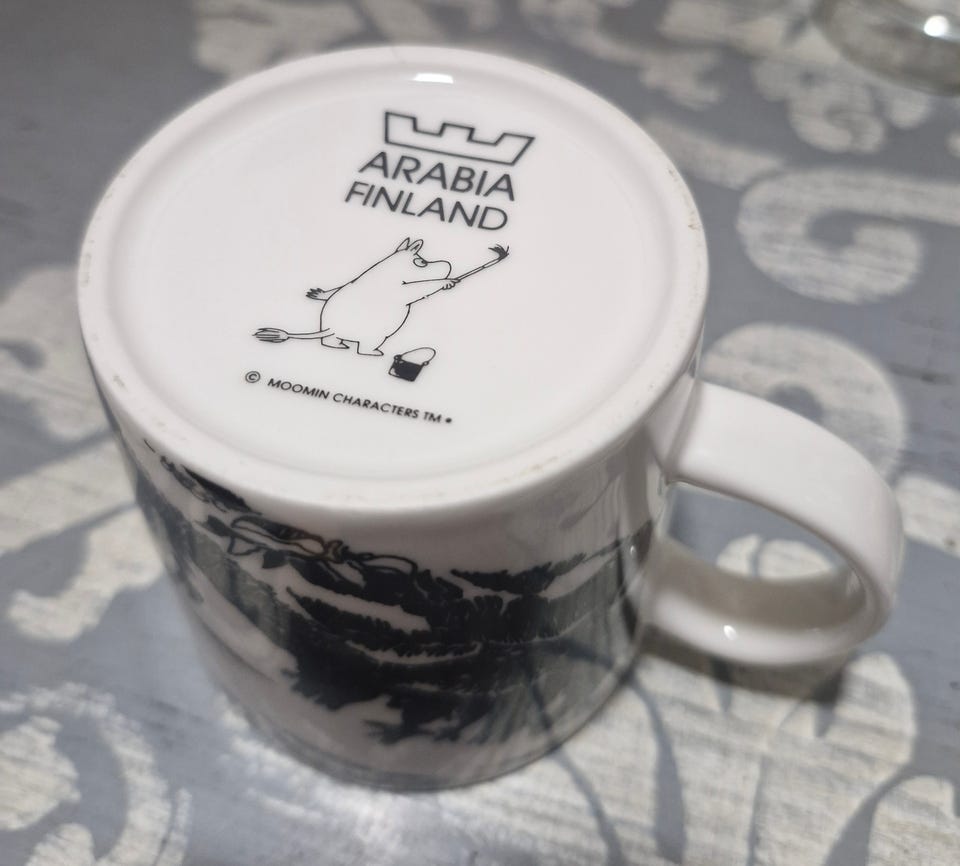 ARABIA
FINLAND
© MOOMIN CHARACTERS TM •